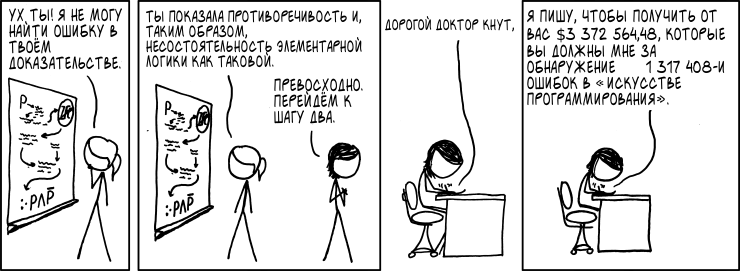 УХ ТЫ! Я НЕ МОГУ
НАЙТИ ОШИБКУ В
ТВОЁМ
ДОКАЗАТЕЛЬСТВЕ.
P
ZFC
∴P∧P̅
ТЫ ПОКАЗАЛА ПРОТИВОРЕЧИВОСТЬ И,
ТАКИМ ОБРАЗОМ,
НЕСОСТОЯТЕЛЬНОСТЬ ЭЛЕМЕНТАРНОЙ
ЛОГИКИ КАК ТАКОВОЙ.
ПРЕВОСХОДНО.
ПЕРЕЙДЁМ К
ШАГУ ДВА.
P
ZFC
∴P∧P̅
ДОРОГОЙ ДОКТОР КНУТ,
Я ПИШУ, ЧТОБЫ ПОЛУЧИТЬ ОТ
ВАС $3 372 564,48, КОТОРЫЕ
ВЫ ДОЛЖНЫ МНЕ ЗА
ОБНАРУЖЕНИЕ 1 317 408-И
ОШИБОК В «ИСКУССТВЕ
ПРОГРАММИРОВАНИЯ».